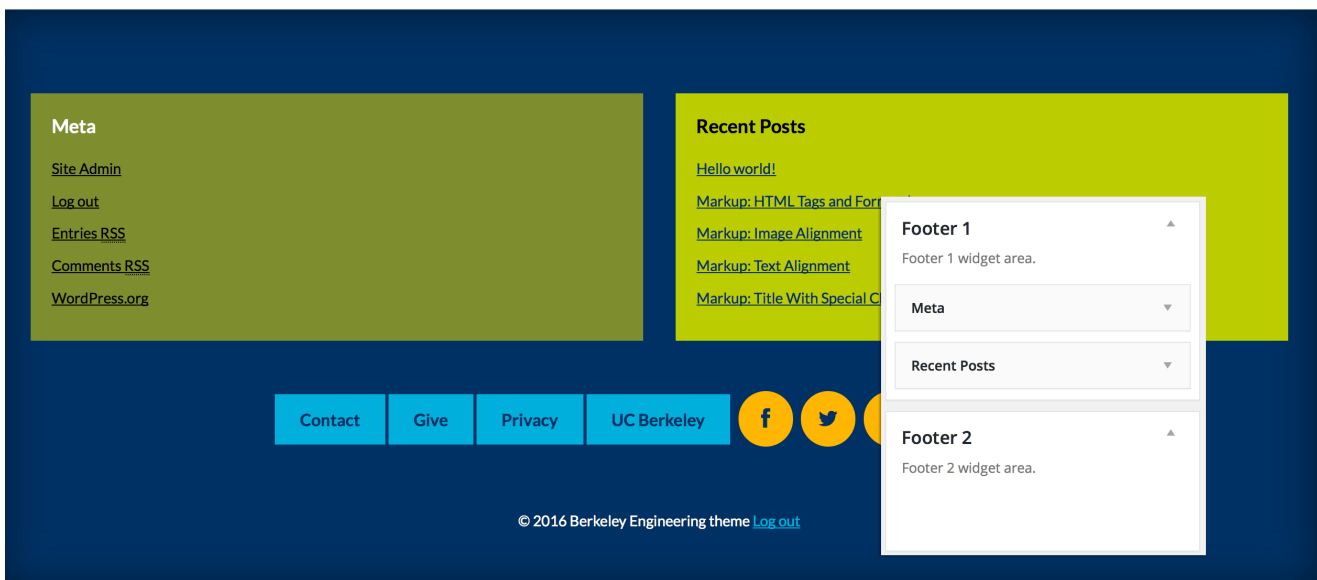 Meta
Site Admin
Log out
Entries RSS
Comments RSS
WordPress.org
Recent Posts
Hello world!
Markup: HTML Tags and
Markup: Image Alignment
Markup: Text Alignment
Markup: Title With Special
Footer 1
Footer 1 widget area.
Meta
Recent Posts
Footer 2
Footer 2 widget area.
Contact Give Privacy UC Berkeley
© 2016 Berkeley Engineering theme Log out